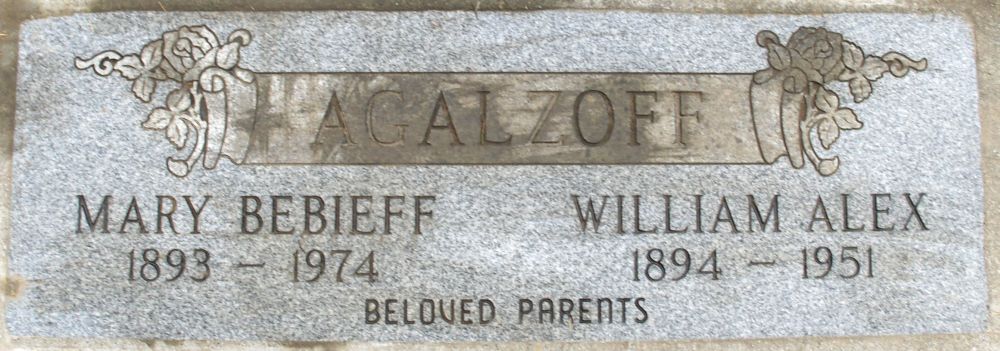 AGALZOFF
MARY BEBIEFF WILLIAM ALEX
1893 – 1974 1894 – 1951
BELOVED PARENTS